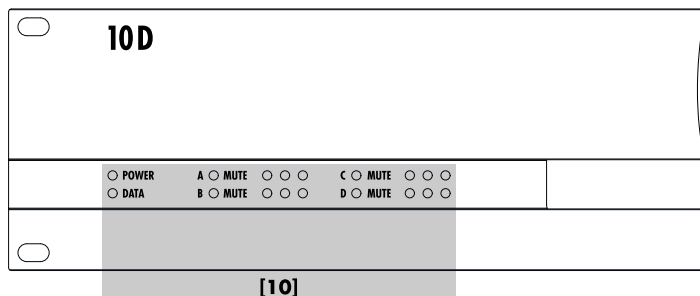 10D
POWER A MUTE C MUTE
DATA B MUTE D MUTE
[10]